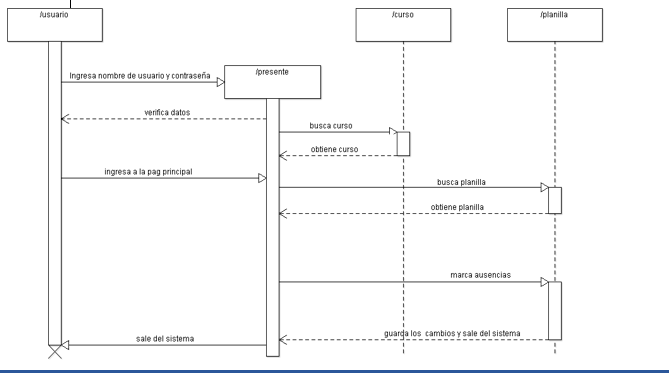 /usuario
/curso
/planilla
/presente
Ingresa nombre de usuario y contraseña
verifica datos
busca curso
obtiene curso
ingresa a la pag principal
busca planilla
obtiene planilla
marca ausencias
guarda los cambios y sale del sistema
sale del sistema